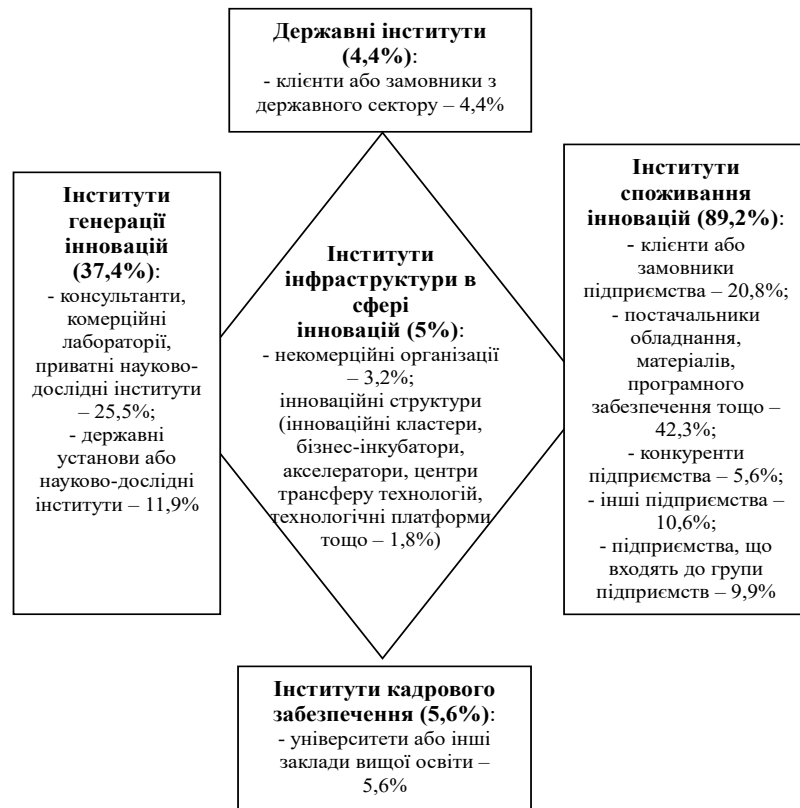 Державні інститути
(4,4%):
- клієнти або замовники з
державного сектору – 4,4%
Інститути
генерації
інновацій
(37,4%):
- консультанти,
комерційні
лабораторії,
приватні науково-
дослідні інститути
– 25,5%;
- державні
установи або
науково-дослідні
інститути – 11,9%
Інститути
інфраструктури в
сфері
інновацій (5%):
- некомерційні організації
– 3,2%;
інноваційні структури
(інноваційні кластери,
бізнес-інкубатори,
акселератори, центри
трансферу технологій,
технологічні платформи
тощо – 1,8%)
Інститути
споживання
інновацій (89,2%):
- клієнти або
замовники
підприємства – 20,8%;
- постачальники
обладнання,
матеріалів,
програмного
забезпечення тощо –
42,3%;
- конкуренти
підприємства – 5,6%;
- інші підприємства –
10,6%;
- підприємства, що
входять до групи
підприємств – 9,9%
Інститути кадрового
забезпечення (5,6%):
- університети або інші
заклади вищої освіти –
5,6%